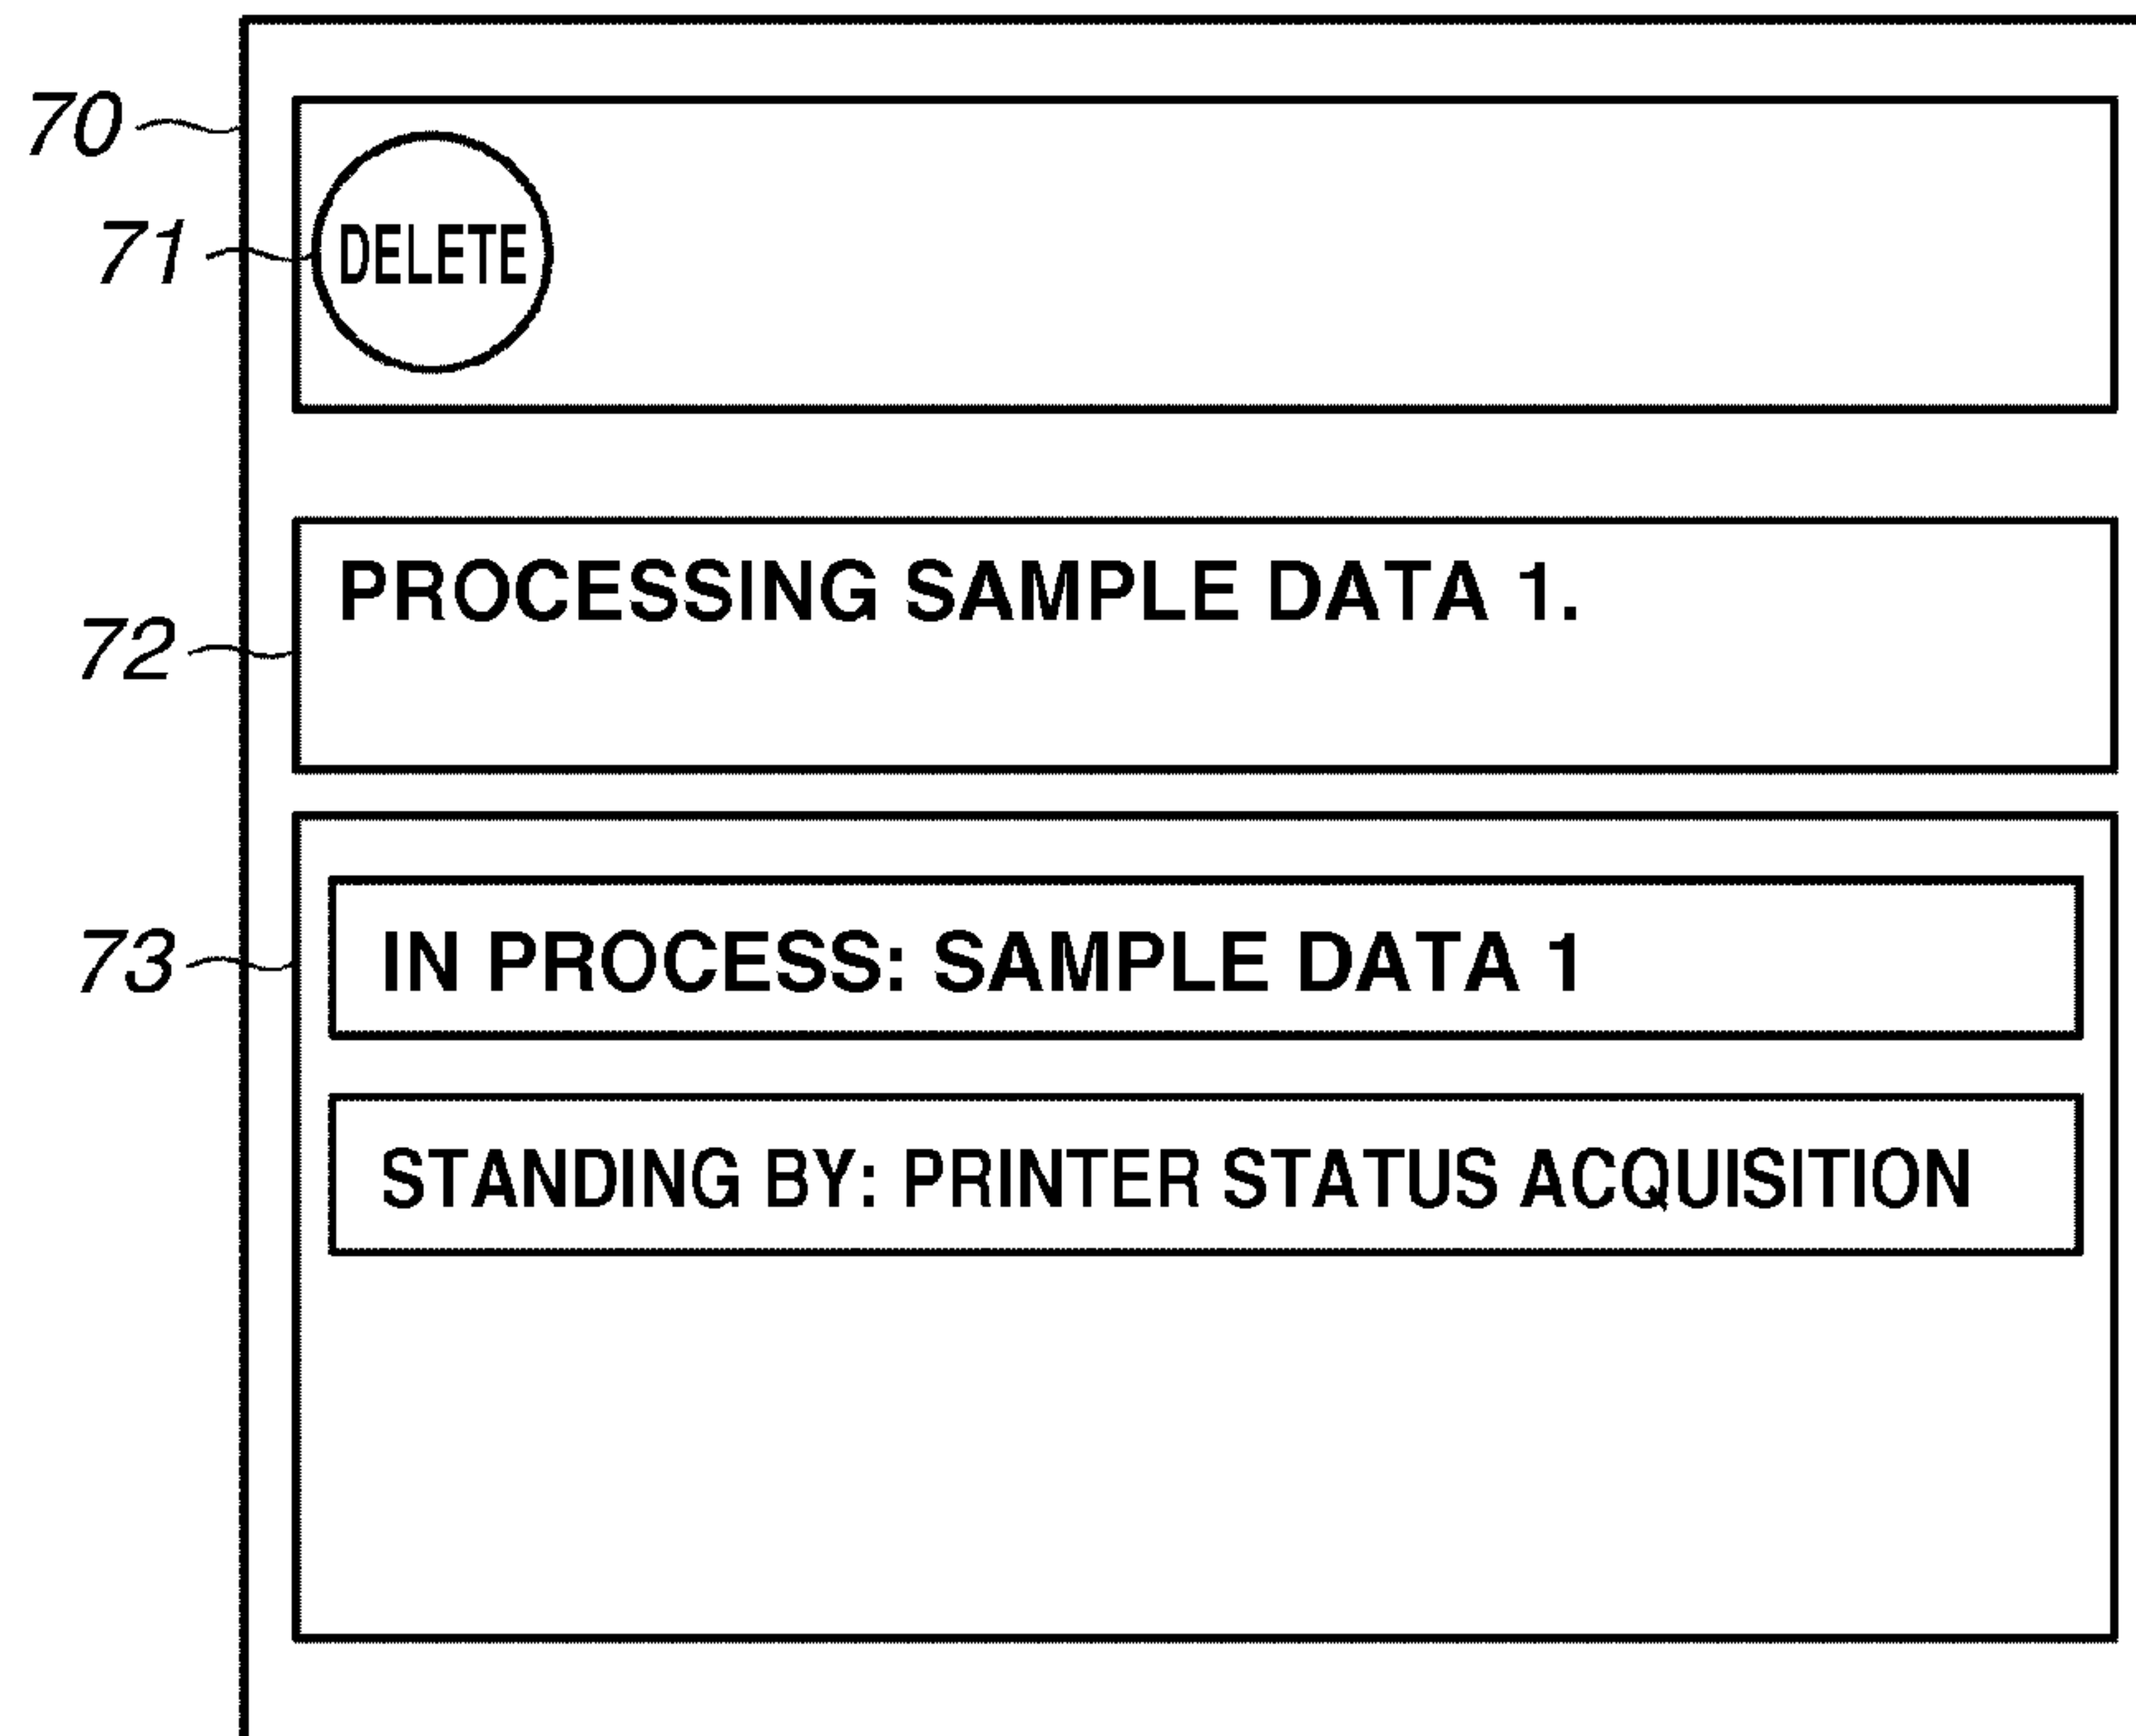 70
71
DELETE
72
PROCESSING SAMPLE DATA 1.
73
IN PROCESS: SAMPLE DATA 1
STANDING BY: PRINTER STATUS ACQUISITION